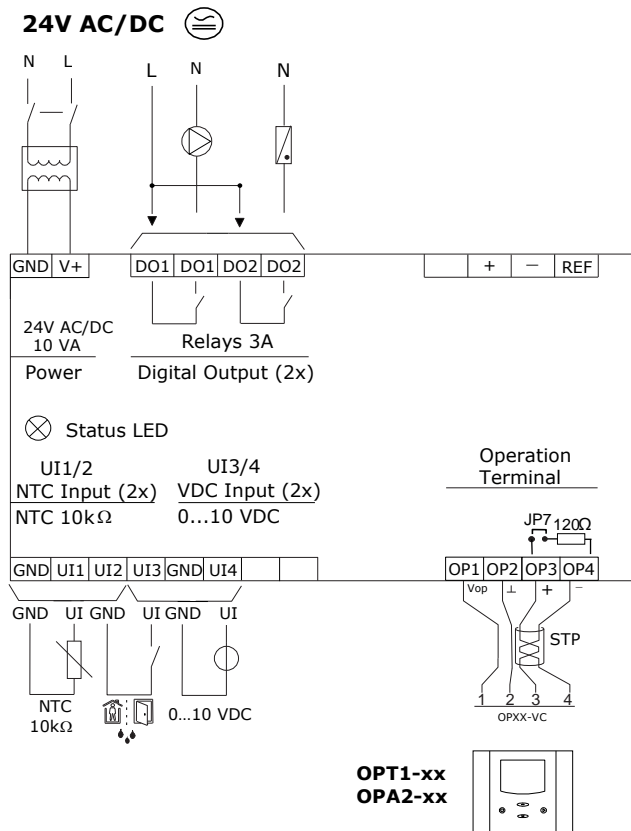 24V AC/DC
N L
L N N
GND V+ DO1 DO1 DO2 DO2 + − REF
24V AC/DC
10 VA
Relays 3A
Power
Digital Output (2x)
Status LED
UI1/2
NTC Input (2x)
NTC 10kΩ
UI3/4
VDC Input (2x)
0...10 VDC
Operation
Terminal
JP7 120Ω
GND UI1 UI2 UI3 GND UI4
OP1 OP2 OP3 OP4
Vop ⊥ + −
GND UI GND UI GND UI
STP
NTC
10kΩ
0...10 VDC
1 2 3 4
OPXX-VC
OPT1-xx
OPA2-xx